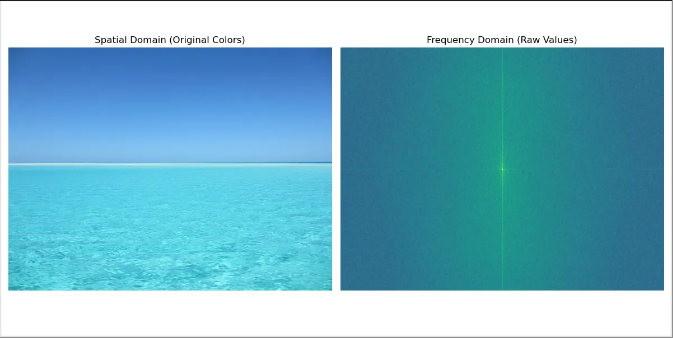 Spatial Domain (Original Colors)
Frequency Domain (Raw Values)